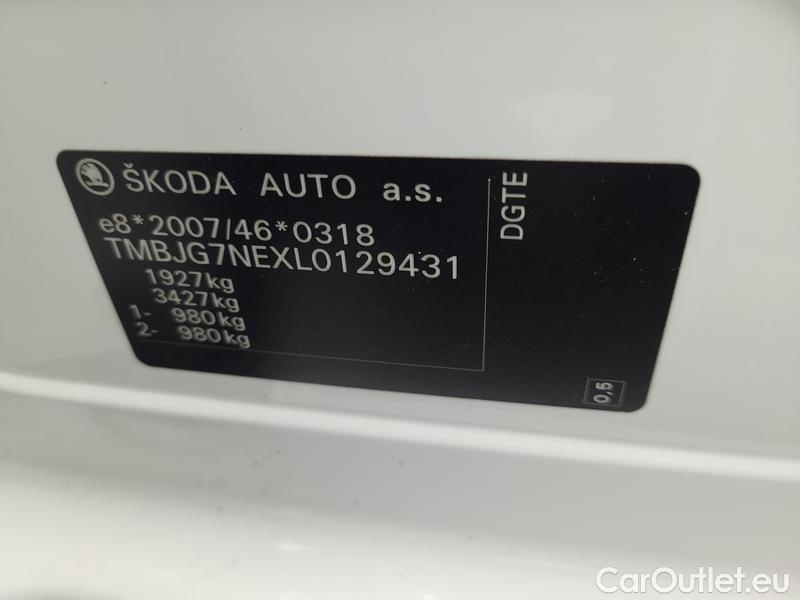 ŠKODA AUTO a.s.
e8*2007/46*0318
TMBJG7NEXL0129431
1927kg
3427kg
1- 980kg
2- 980kg
DGTE
0,5
CarOutlet.eu